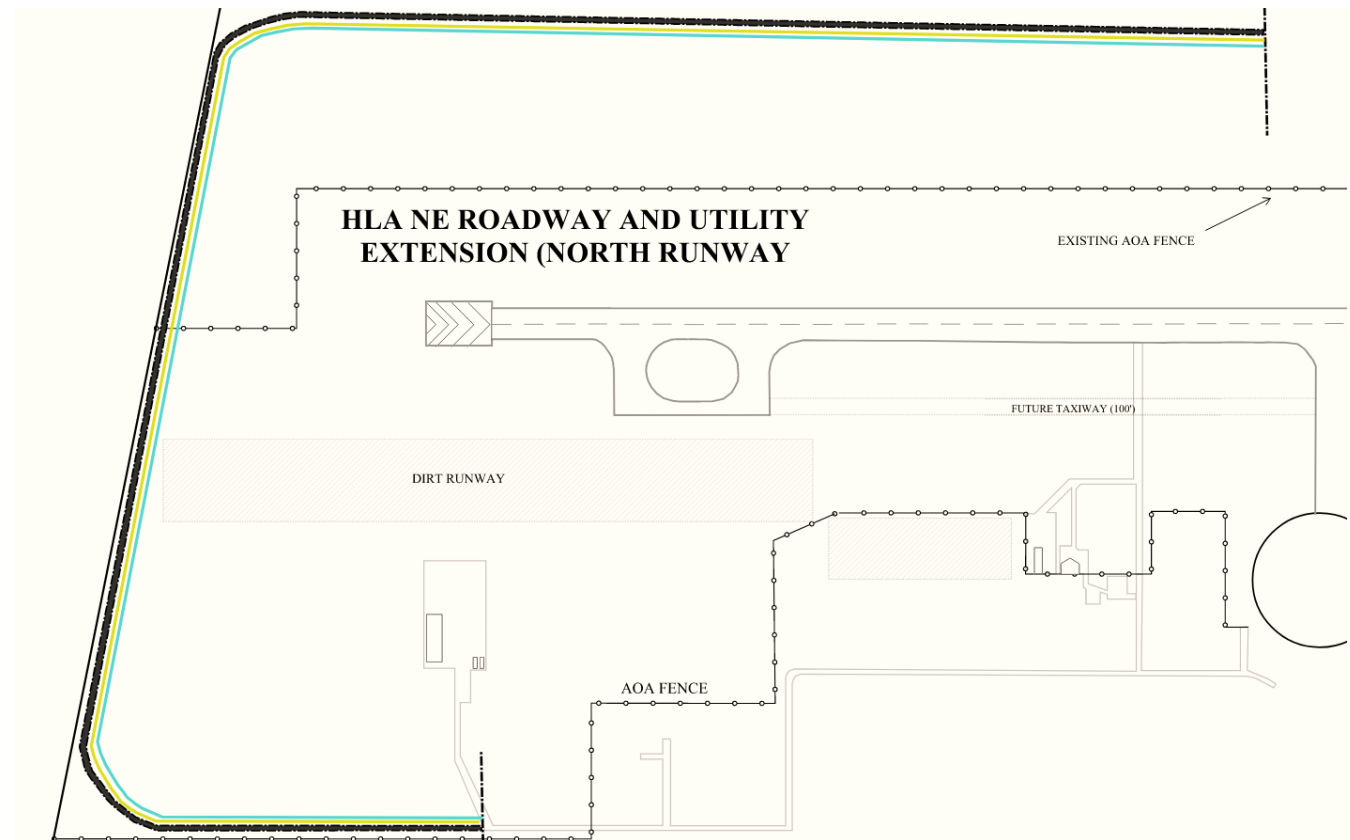 HLA NE ROADWAY AND UTILITY
EXTENSION (NORTH RUNWAY
EXISTING AOA FENCE
FUTURE TAXIWAY (100')
DIRT RUNWAY
AOA FENCE